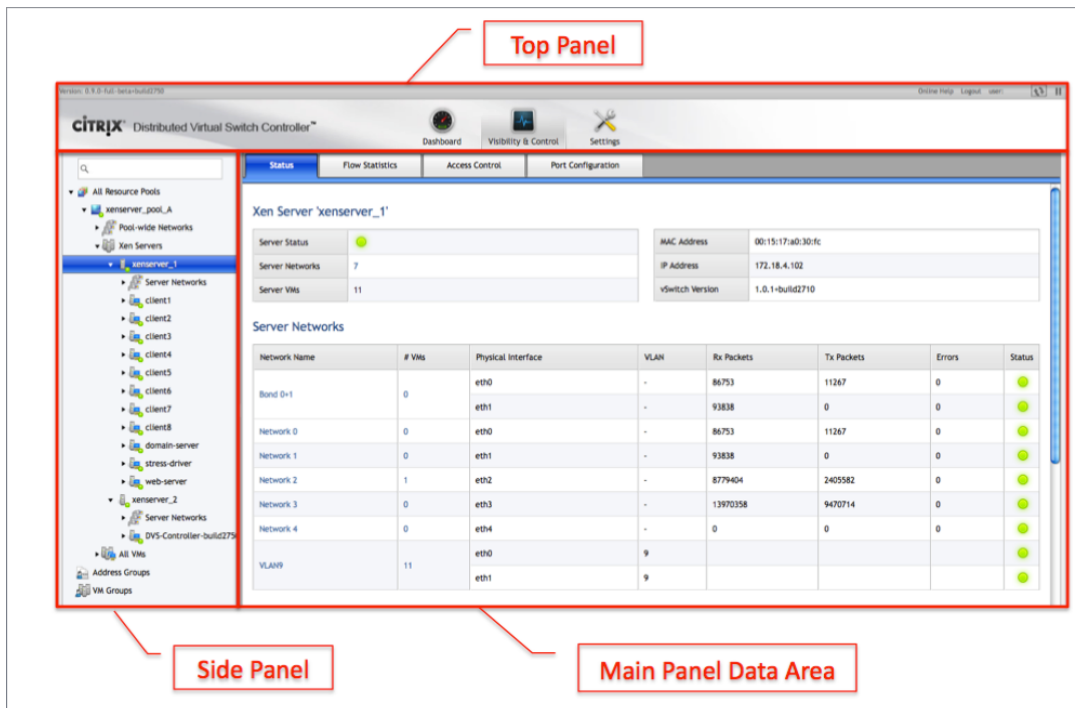 Top Panel
Version: 0.9.0-full-beta+build2750 Online Help Logout user:
CITRIX Distributed Virtual Switch Controller™
Dashboard Visibility & Control Settings
Status Flow Statistics Access Control Port Configuration
All Resource Pools
xenserver_pool_A
Pool-wide Networks
Xen Servers
xenserver_1
Server Networks
client1
client2
client3
client4
client5
client6
client7
client8
domain-server
stress-driver
web-server
xenserver_2
Server Networks
DVS-Controller-build275
All VMs
Address Groups
VM Groups
Xen Server 'xenserver_1'
Server Status MAC Address 00:15:17:a0:30:fc
Server Networks 7 IP Address 172.18.4.102
Server VMs 11 vSwitch Version 1.0.1+build2710
Server Networks
Network Name # VMs Physical Interface VLAN Rx Packets Tx Packets Errors Status
Bond 0+1 0 eth0 - 86753 11267 0
eth1 - 93838 0 0
Network 0 0 eth0 - 86753 11267 0
Network 1 0 eth1 - 93838 0 0
Network 2 1 eth2 - 8779404 2405582 0
Network 3 0 eth3 - 13970358 9470714 0
Network 4 0 eth4 - 0 0 0
VLAN9 11 eth0 9
eth1 9
Side Panel
Main Panel Data Area